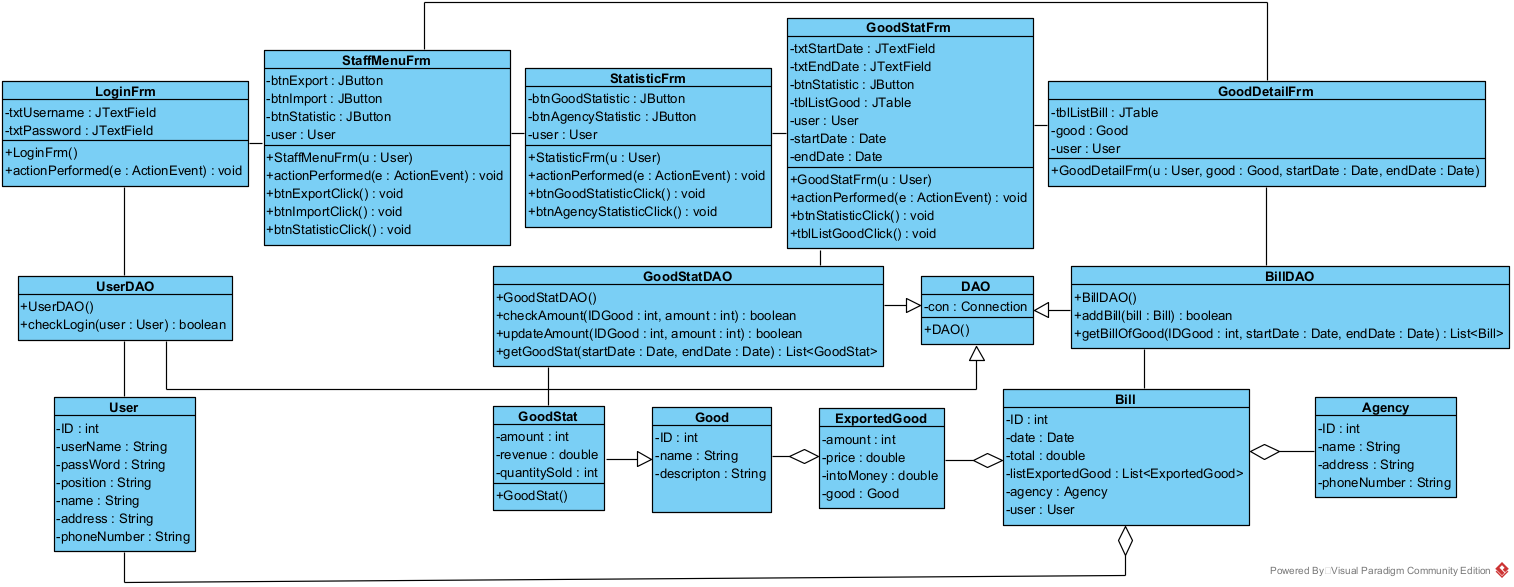 LoginFrm
-txtUsername : JTextField
-txtPassword : JTextField
+LoginFrm()
+actionPerformed(e : ActionEvent) : void
StaffMenuFrm
-btnExport : JButton
-btnImport : JButton
-btnStatistic : JButton
-user : User
+StaffMenuFrm(u : User)
+actionPerformed(e : ActionEvent) : void
+btnExportClick() : void
+btnImportClick() : void
+btnStatisticClick() : void
StatisticFrm
-btnGoodStatistic : JButton
-btnAgencyStatistic : JButton
-user : User
+StatisticFrm(u : User)
+actionPerformed(e : ActionEvent) : void
+btnGoodStatisticClick() : void
+btnAgencyStatisticClick() : void
GoodStatFrm
-txtStartDate : JTextField
-txtEndDate : JTextField
-btnStatistic : JButton
-tblListGood : JTable
-user : User
-startDate : Date
-endDate : Date
+GoodStatFrm(u : User)
+actionPerformed(e : ActionEvent) : void
+btnStatisticClick() : void
+tblListGoodClick() : void
GoodDetailFrm
-tblListBill : JTable
-good : Good
-user : User
+GoodDetailFrm(u : User, good : Good, startDate : Date, endDate : Date)
UserDAO
+UserDAO()
+checkLogin(user : User) : boolean
GoodStatDAO
+GoodStatDAO()
+checkAmount(IDGood : int, amount : int) : boolean
+updateAmount(IDGood : int, amount : int) : boolean
+getGoodStat(startDate : Date, endDate : Date) : List<GoodStat>
DAO
-con : Connection
+DAO()
BillDAO
+BillDAO()
+addBill(bill : Bill) : boolean
+getBillOfGood(IDGood : int, startDate : Date, endDate : Date) : List<Bill>
User
-ID : int
-userName : String
-passWord : String
-position : String
-name : String
-address : String
-phoneNumber : String
GoodStat
-amount : int
-revenue : double
-quantitySold : int
+GoodStat()
Good
-ID : int
-name : String
-descripton : String
ExportedGood
-amount : int
-price : double
-intoMoney : double
-good : Good
Bill
-ID : int
-date : Date
-total : double
-listExportedGood : List<ExportedGood>
-agency : Agency
-user : User
Agency
-ID : int
-name : String
-address : String
-phoneNumber : String
Powered By Visual Paradigm Community Edition